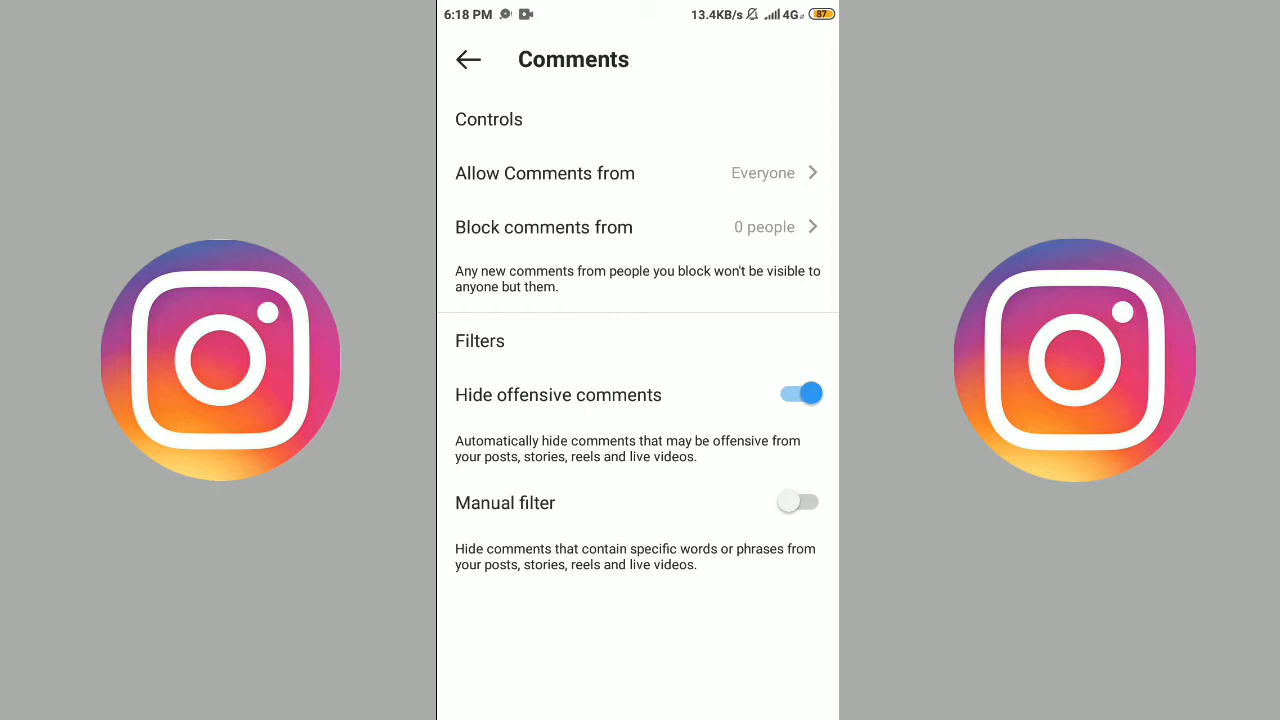 6:18 PM 13.4KB/s 4G 87
Comments
Controls
Allow Comments from Everyone
Block comments from 0 people
Any new comments from people you block won't be visible to
anyone but them.
Filters
Hide offensive comments
Automatically hide comments that may be offensive from
your posts, stories, reels and live videos.
Manual filter
Hide comments that contain specific words or phrases from
your posts, stories, reels and live videos.